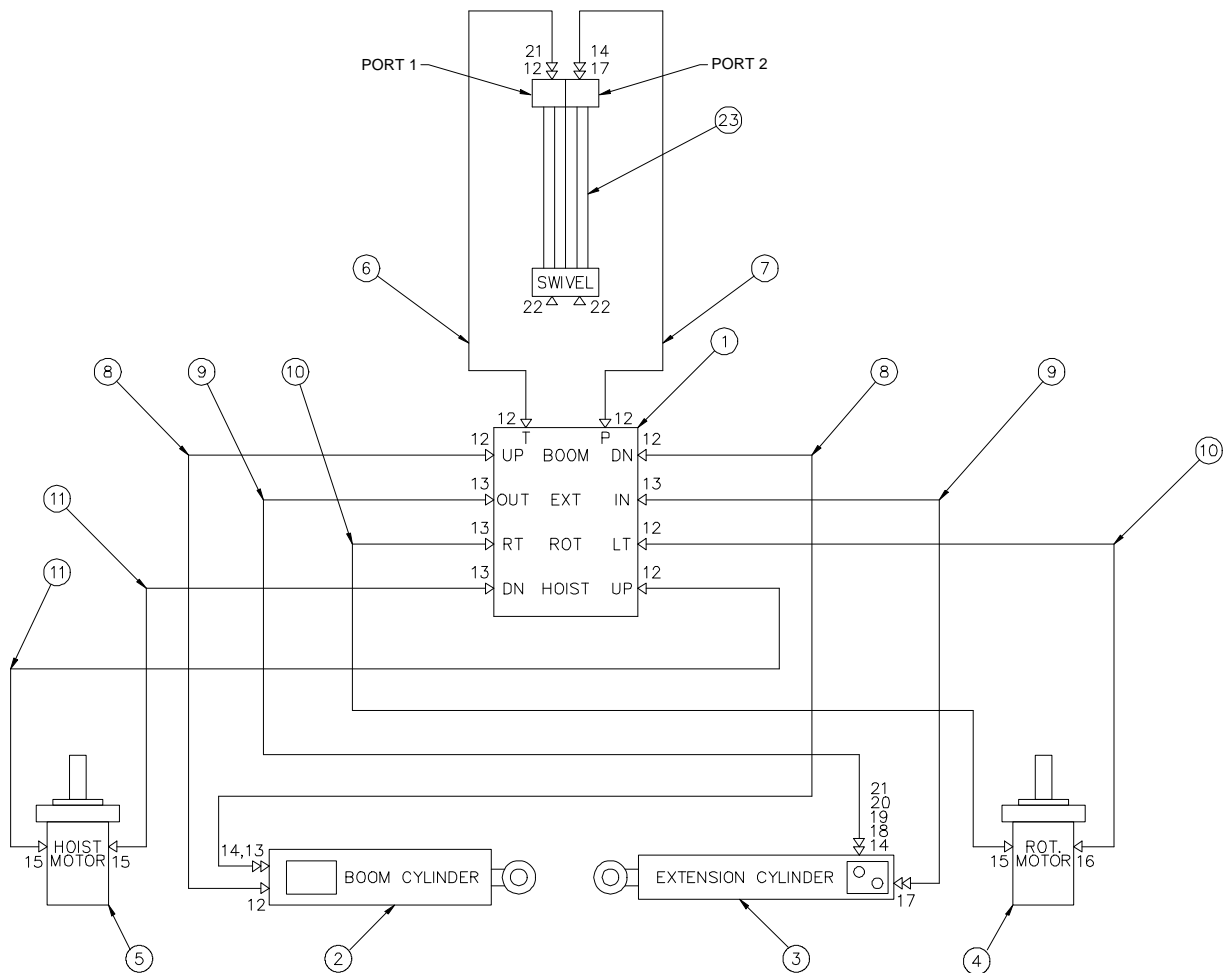 21
14
PORT 1
12
17
PORT 2
23
6
SWIVEL
7
22
22
1
8
9
10
8
9
12
12
T
P
12
12
UP BOOM DN
10
13
13
OUT EXT IN
11
13
12
RT ROT LT
11
13
12
DN HOIST UP
21
20
19
18
14
HOIST
MOTOR
15
15
14,13
BOOM CYLINDER
12
EXTENSION CYLINDER
17
ROT.
MOTOR
15
16
5
2
3
4